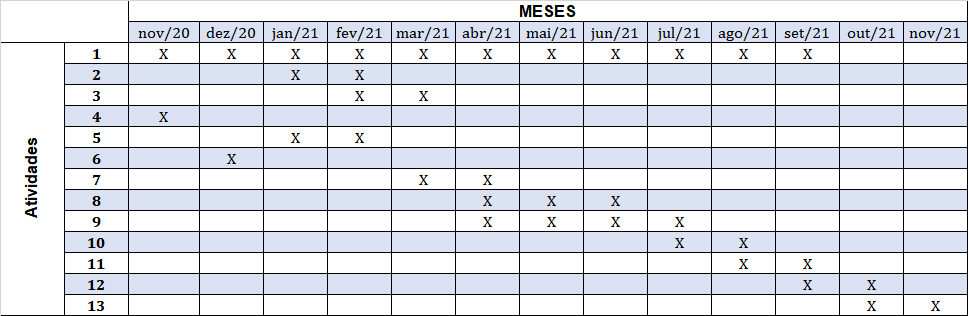 MESES
nov/20 dez/20 jan/21 fev/21 mar/21 abr/21 mai/21 jun/21 jul/21 ago/21 set/21 out/21 nov/21
Atividades
1 X X X X X X X X X X X
2 X X
3 X X
4 X
5 X X
6 X
7 X X
8 X X X
9 X X X X
10 X X
11 X X
12 X X
13 X X